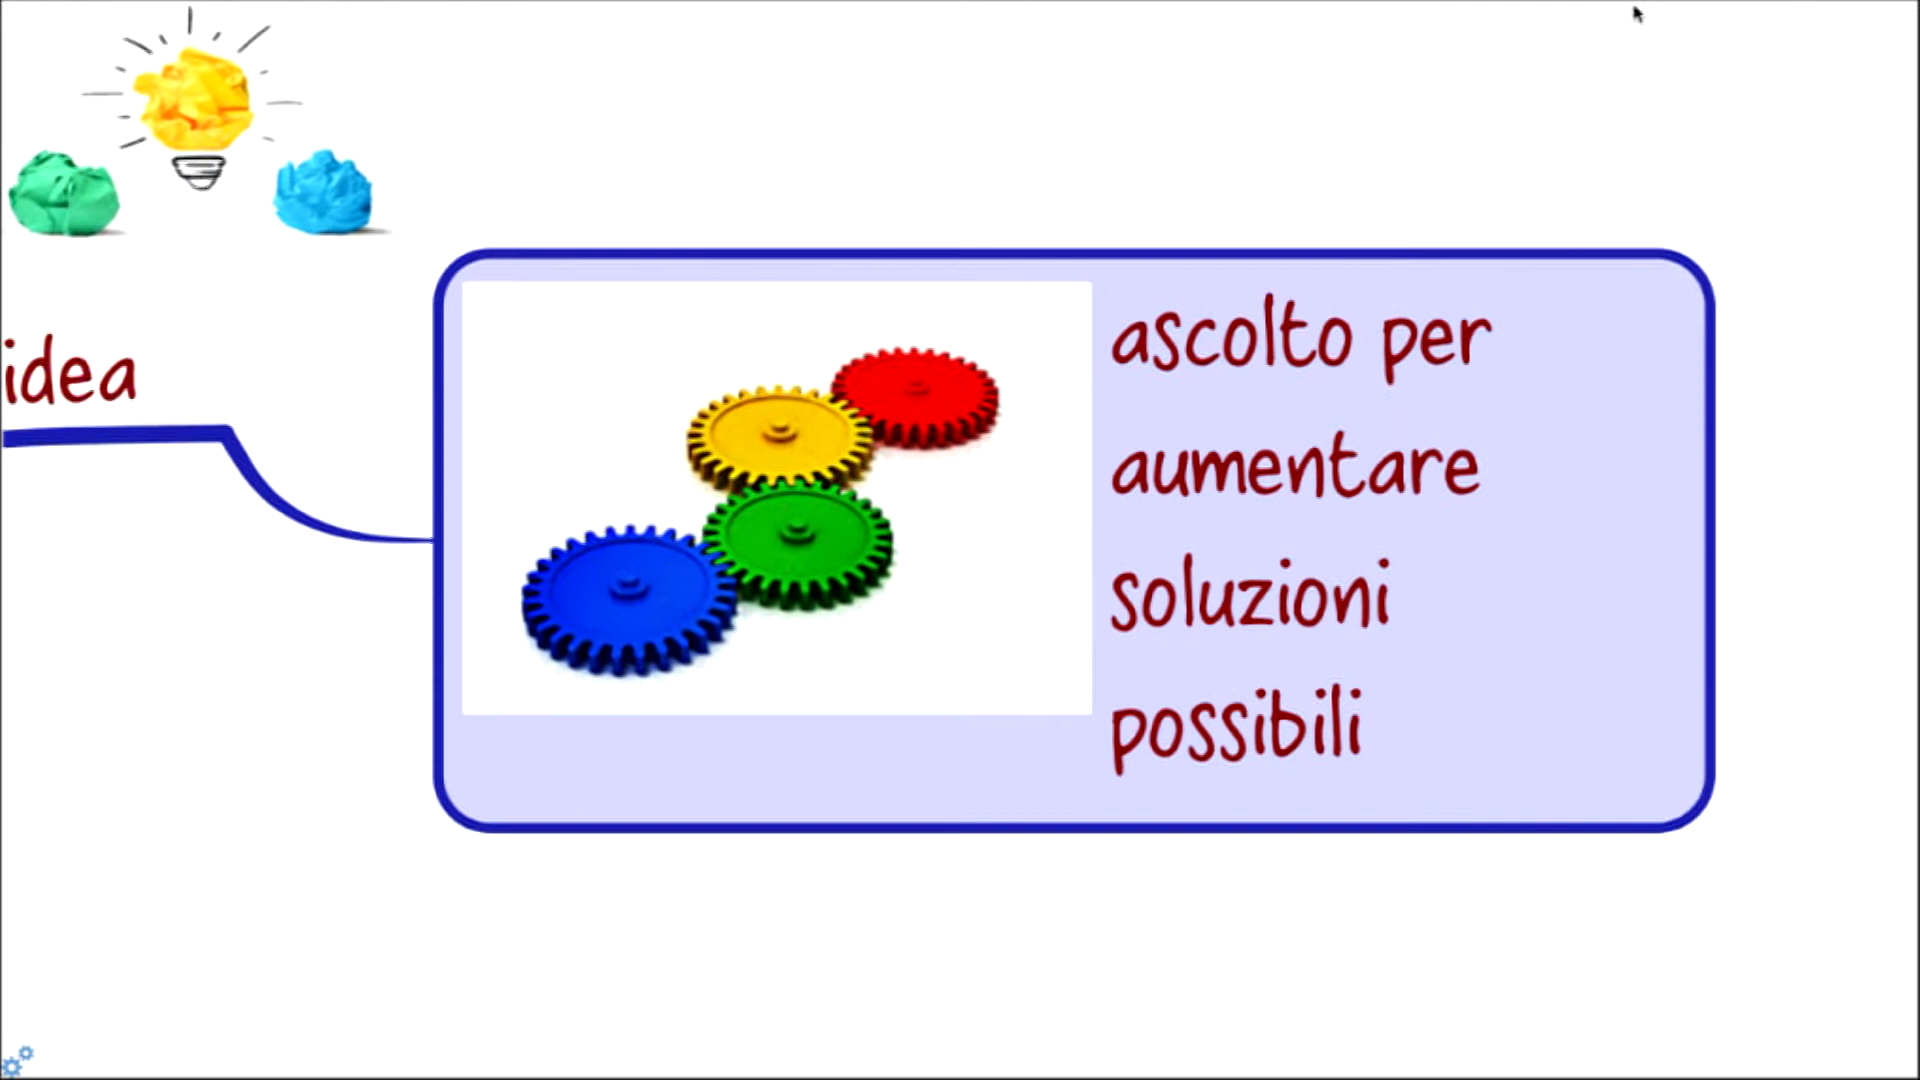 idea
ascolto per
aumentare
soluzioni
possibili